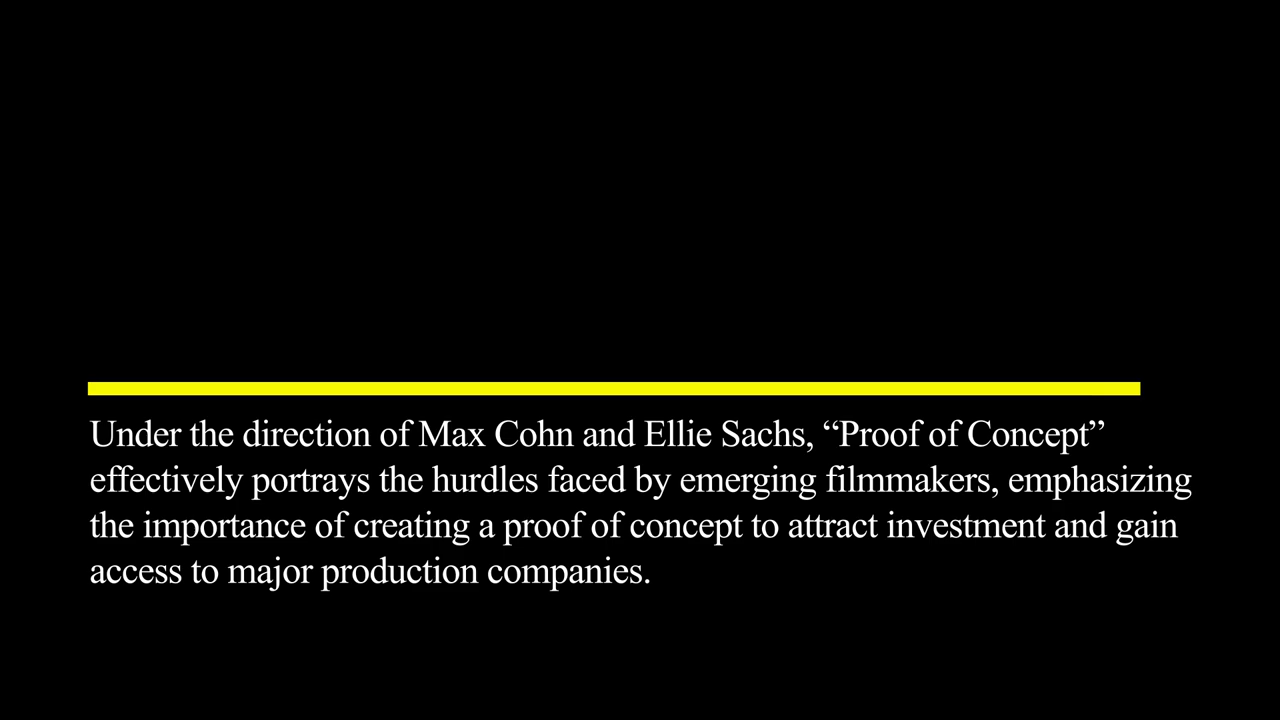 Under the direction of Max Cohn and Ellie Sachs, “Proof of Concept”
effectively portrays the hurdles faced by emerging filmmakers, emphasizing
the importance of creating a proof of concept to attract investment and gain
access to major production companies.